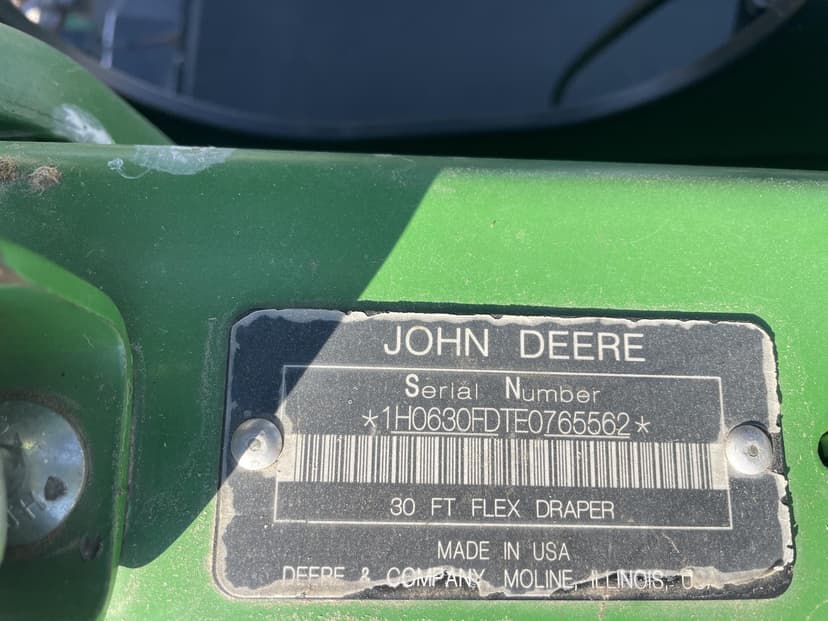 JOHN DEERE
Serial Number
*1H0630FDTE0765562*
30 FT FLEX DRAPER
MADE IN USA
DEERE & COMPANY MOLINE, ILLINOIS, U.S.